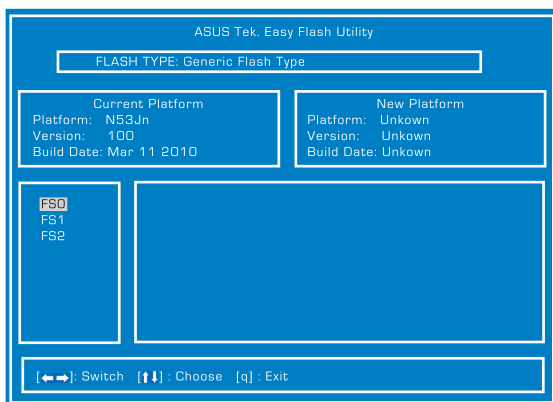 ASUS Tek. Easy Flash Utility
FLASH TYPE: Generic Flash Type
Current Platform
Platform: N53Jn
Version: 100
Build Date: Mar 11 2010
New Platform
Platform: Unkown
Version: Unkown
Build Date: Unkown
FS0
FS1
FS2
[←→]: Switch [↑↓] : Choose [q] : Exit